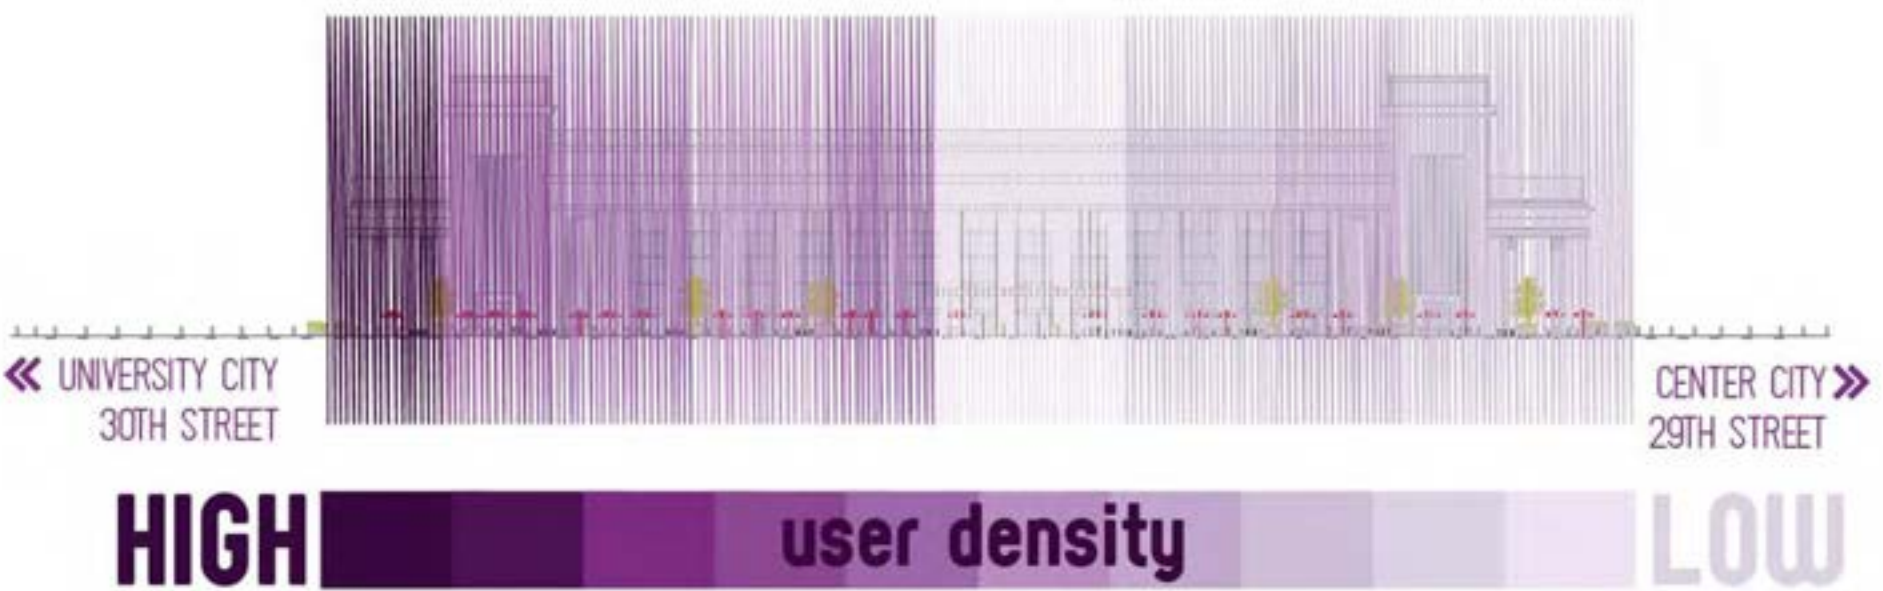 « UNIVERSITY CITY
30TH STREET
CENTER CITY »
29TH STREET
HIGH user density LOW